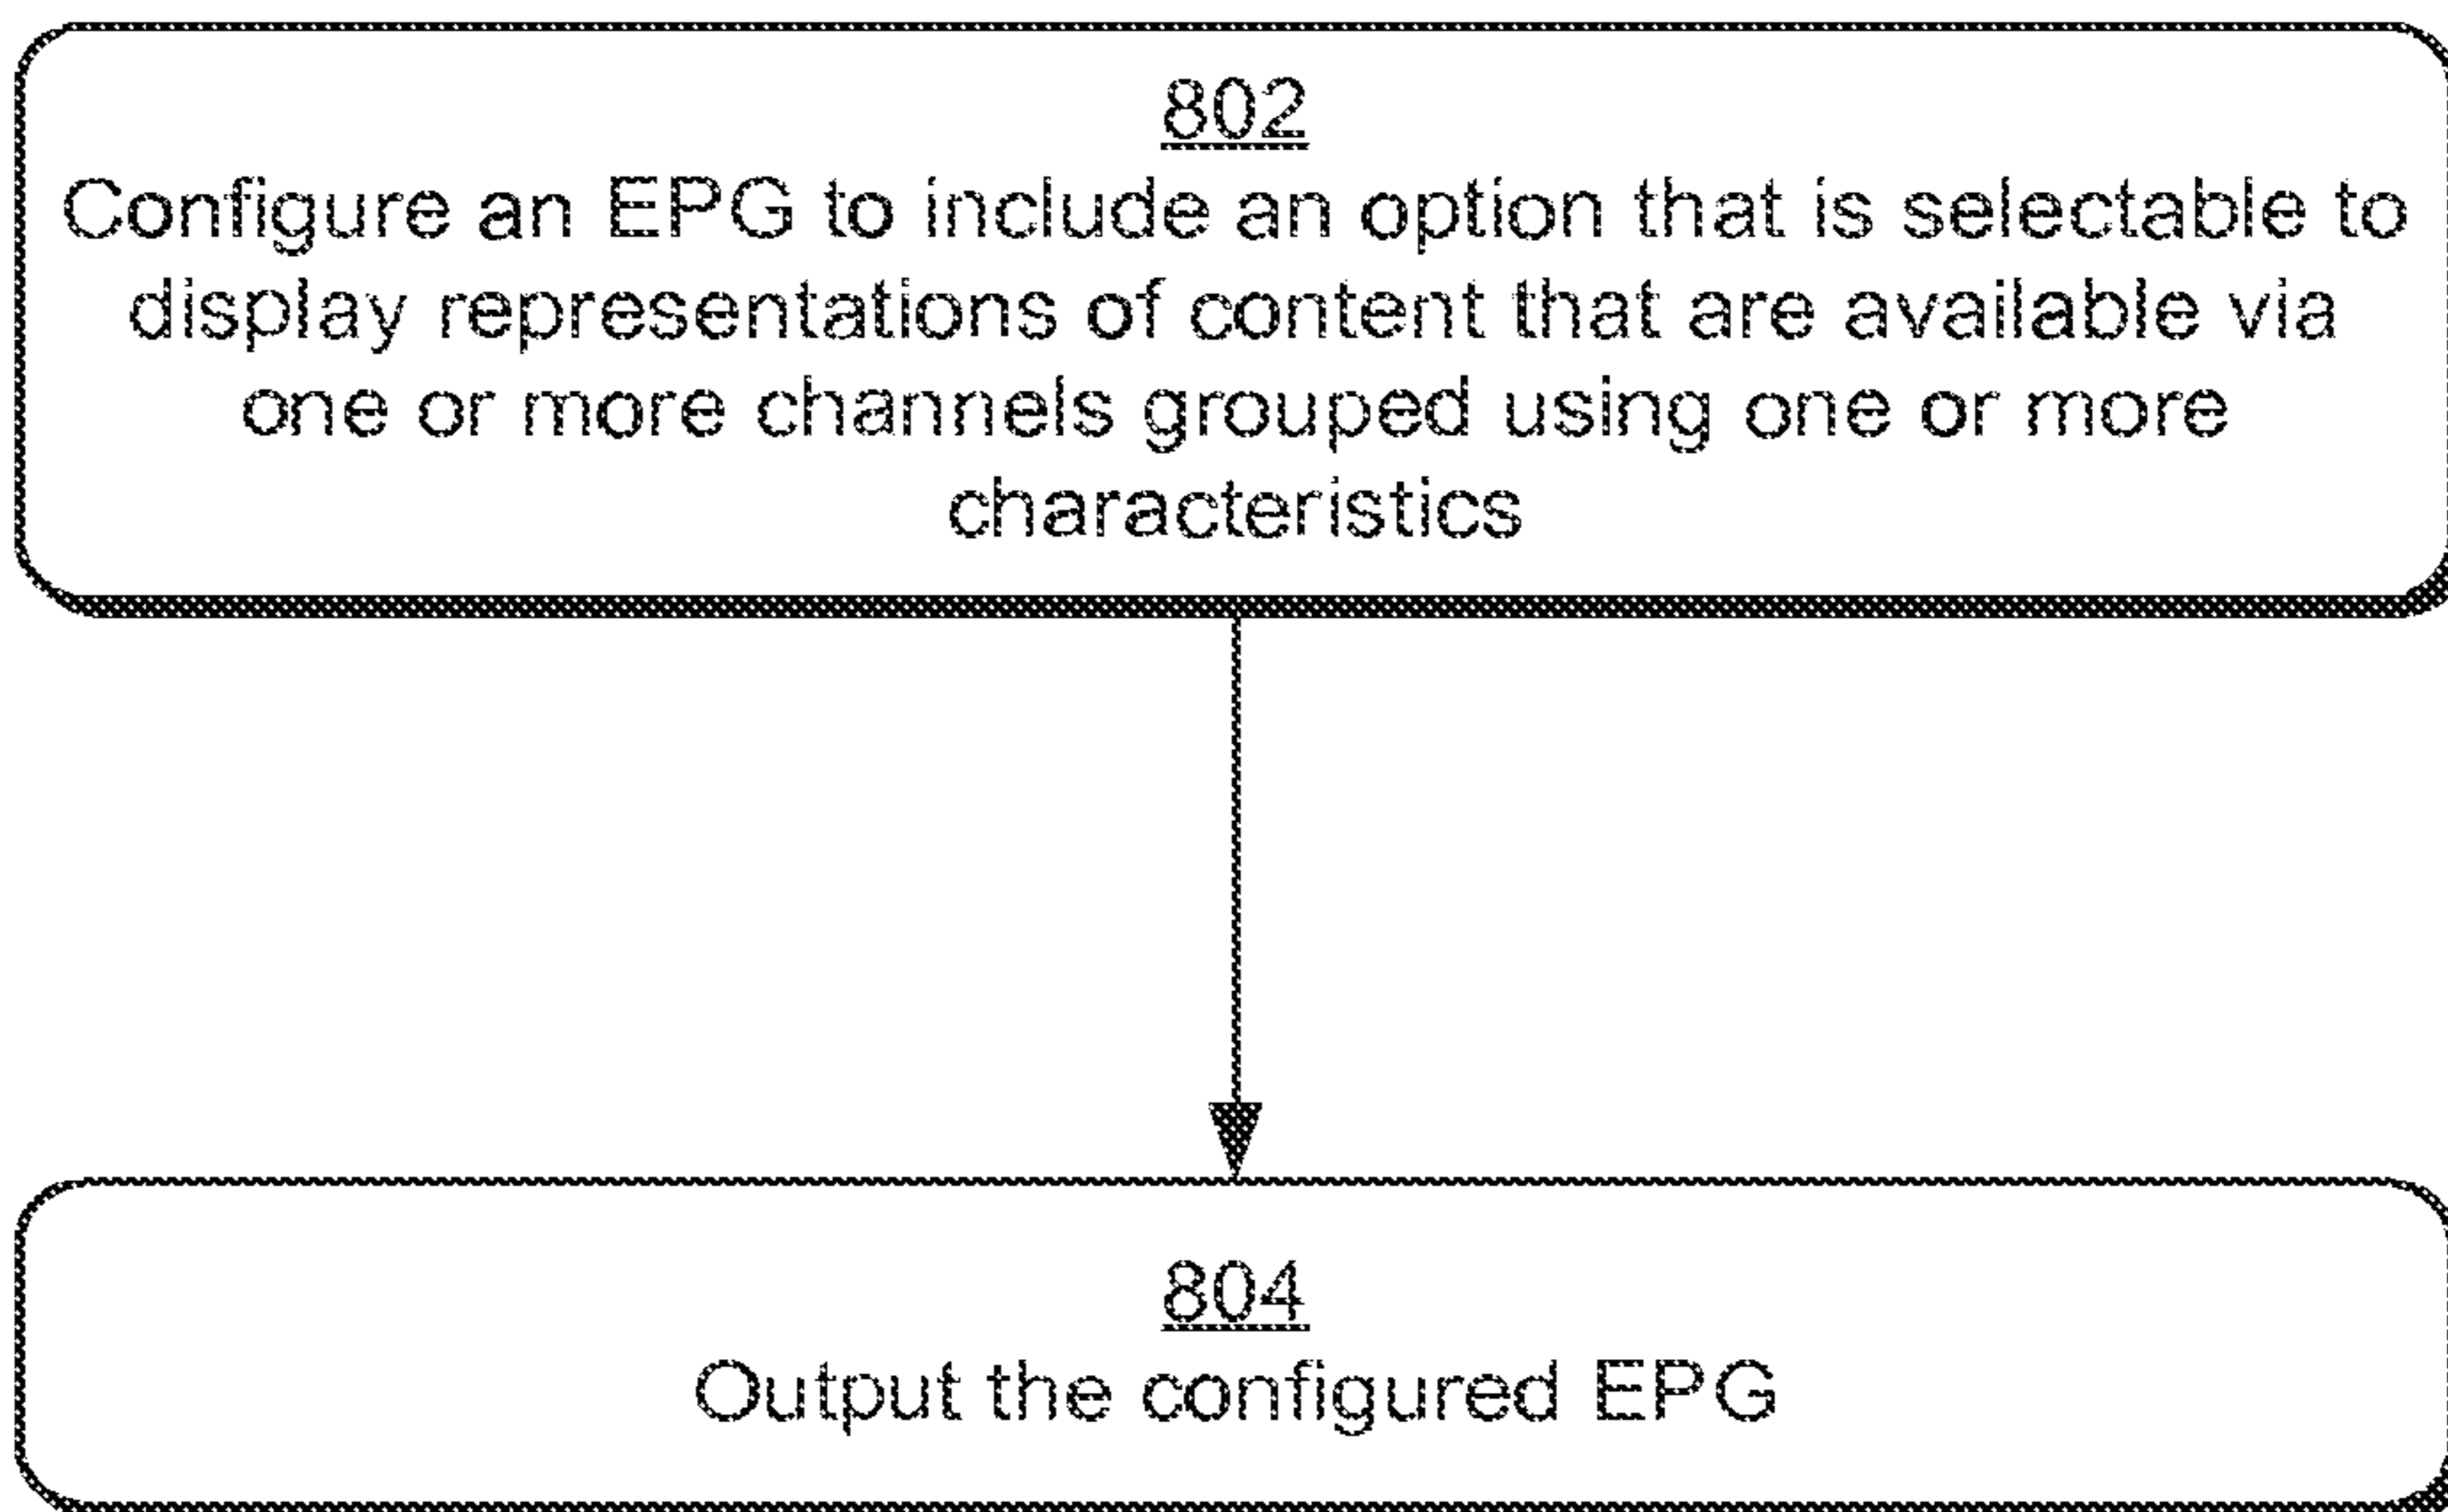 802
Configure an EPG to include an option that is selectable to
display representations of content that are available via
one or more channels grouped using one or more
characteristics
804
Output the configured EPG